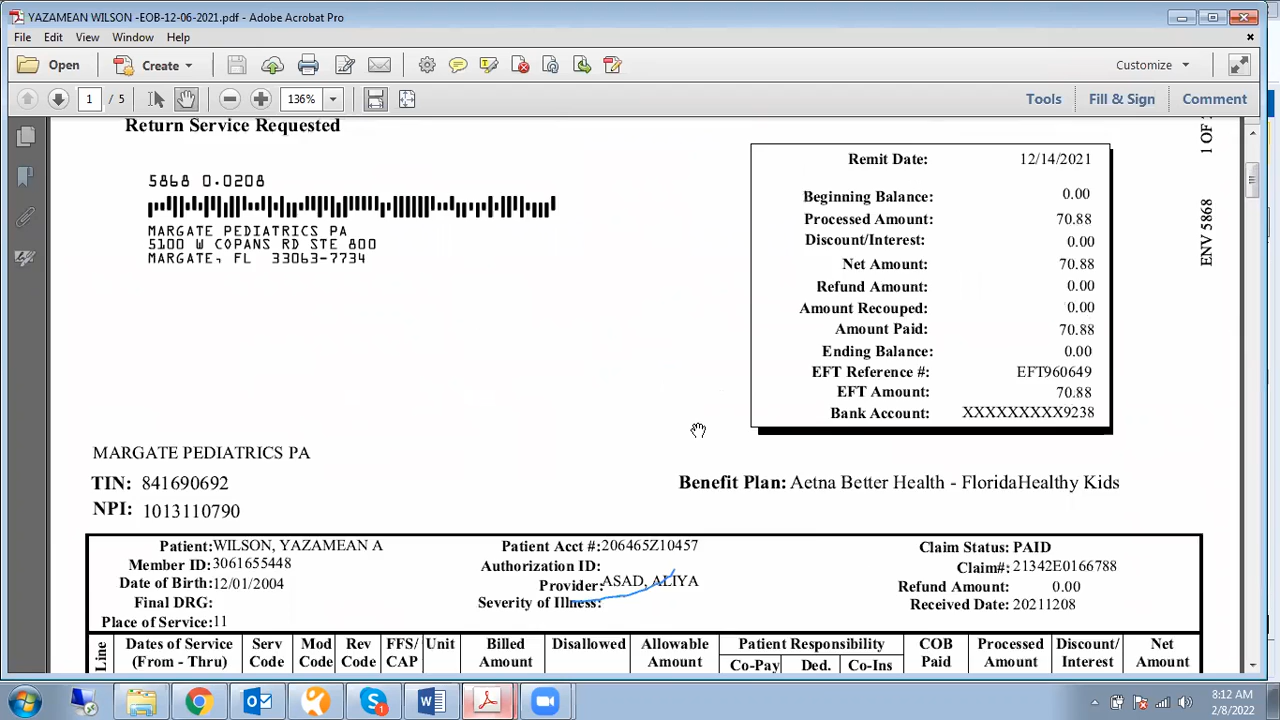 YAZAMEAN WILSON -EOB-12-06-2021.pdf - Adobe Acrobat Pro
File Edit View Window Help
Open Create Customize
1 / 5 136% Tools Fill & Sign Comment
Return Service Requested
5868 0.0208
MARGATE PEDIATRICS PA
5100 W COPANS RD STE 800
MARGATE, FL 33063-7734
Remit Date: 12/14/2021
Beginning Balance: 0.00
Processed Amount: 70.88
Discount/Interest: 0.00
Net Amount: 70.88
Refund Amount: 0.00
Amount Recouped: 0.00
Amount Paid: 70.88
Ending Balance: 0.00
EFT Reference #: EFT960649
EFT Amount: 70.88
Bank Account: XXXXXXXXX9238
ENV 5868 1 OF
MARGATE PEDIATRICS PA
TIN: 841690692
NPI: 1013110790
Benefit Plan: Aetna Better Health - FloridaHealthy Kids
Patient: WILSON, YAZAMEAN A Patient Acct #: 206465Z10457 Claim Status: PAID
Member ID: 3061655448 Authorization ID: Claim#: 21342E0166788
Date of Birth: 12/01/2004 Provider: ASAD, ALIYA Refund Amount: 0.00
Final DRG: Severity of Illness: Received Date: 20211208
Place of Service: 11
Line Dates of Service (From - Thru) Serv Code Mod Code Rev Code FFS/ CAP Unit Billed Amount Disallowed Allowable Amount Patient Responsibility Co-Pay Ded. Co-Ins COB Paid Processed Amount Discount/ Interest Net Amount
8:12 AM
2/8/2022